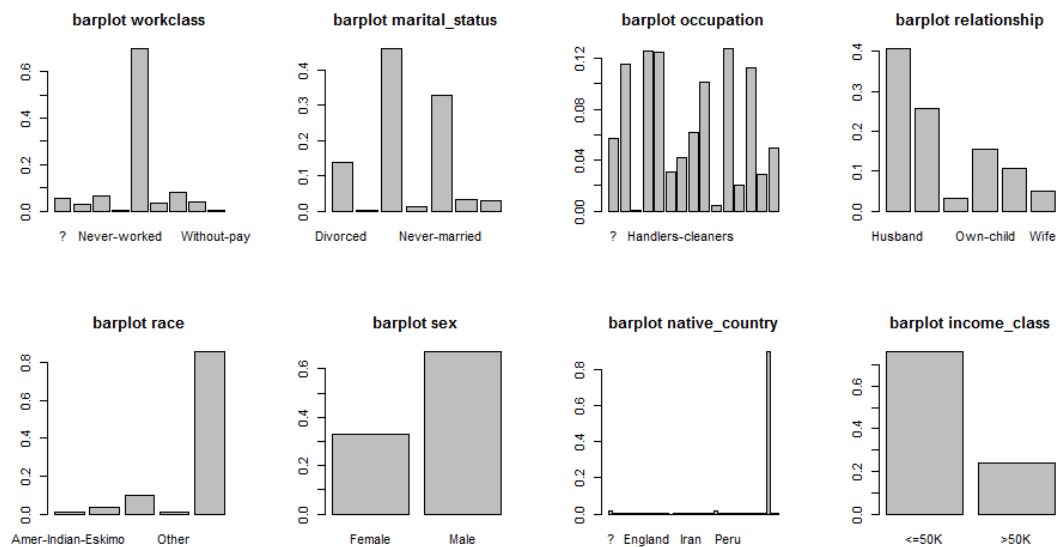 barplot workclass
0.0 0.2 0.4 0.6
? Never-worked Without-pay
barplot marital_status
0.0 0.1 0.2 0.3 0.4
Divorced Never-married
barplot occupation
0.00 0.04 0.08 0.12
? Handlers-cleaners
barplot relationship
0.0 0.1 0.2 0.3 0.4
Husband Own-child Wife
barplot race
0.0 0.2 0.4 0.6 0.8
Amer-Indian-Eskimo Other
barplot sex
0.0 0.2 0.4 0.6
Female Male
barplot native_country
0.0 0.2 0.4 0.6 0.8
? England Iran Peru
barplot income_class
0.0 0.2 0.4 0.6
<=50K >50K